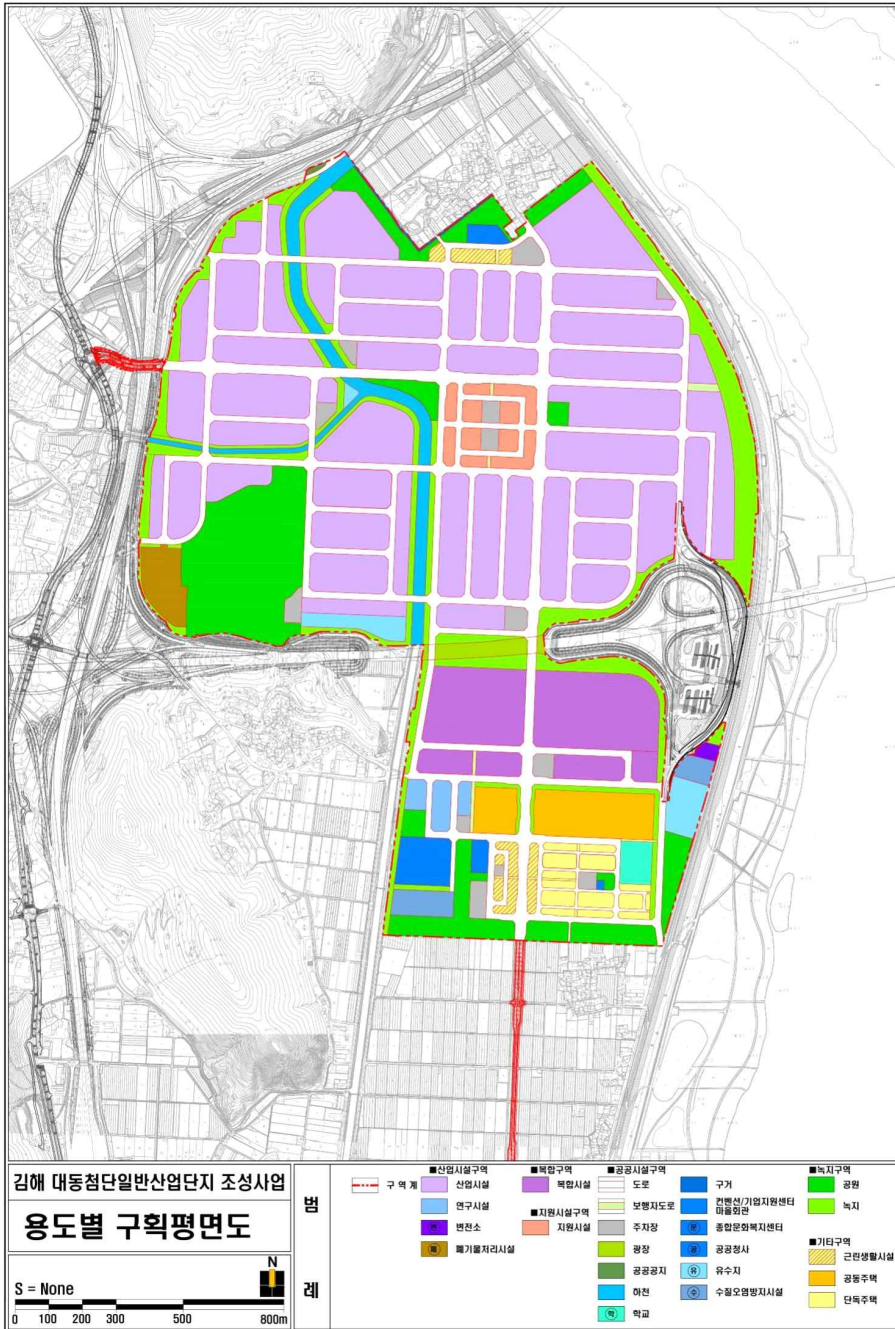 김해 대동첨단일반산업단지 조성사업
용도별 구획평면도
S = None
N
0 100 200 300 500 800m
범
례
구 역 계
■산업시설구역
산업시설
연구시설
변 변전소
폐 폐기물처리시설
■복합구역
복합시설
■지원시설구역
지원시설
■공공시설구역
도로
보행자도로
주차장
광장
공공공지
하천
학 학교
구거
컨벤션/기업지원센터
마을회관
문 종합문화복지센터
공 공공청사
유 유수지
수 수질오염방지시설
■녹지구역
공원
녹지
■기타구역
근린생활시설
공동주택
단독주택